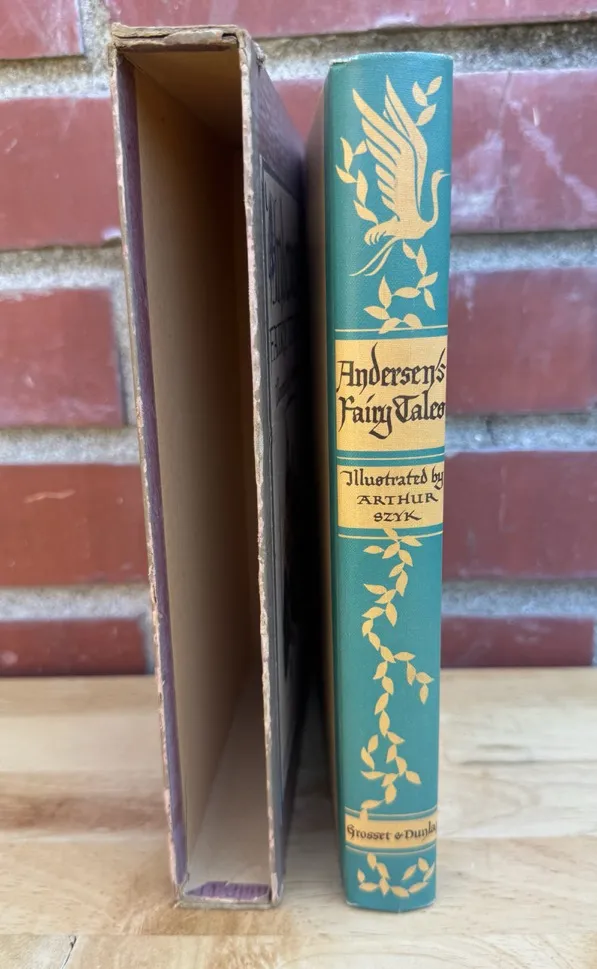 Andersen's
Fairy Tales
Illustrated by
ARTHUR
SZYK
Grosset & Dunlap